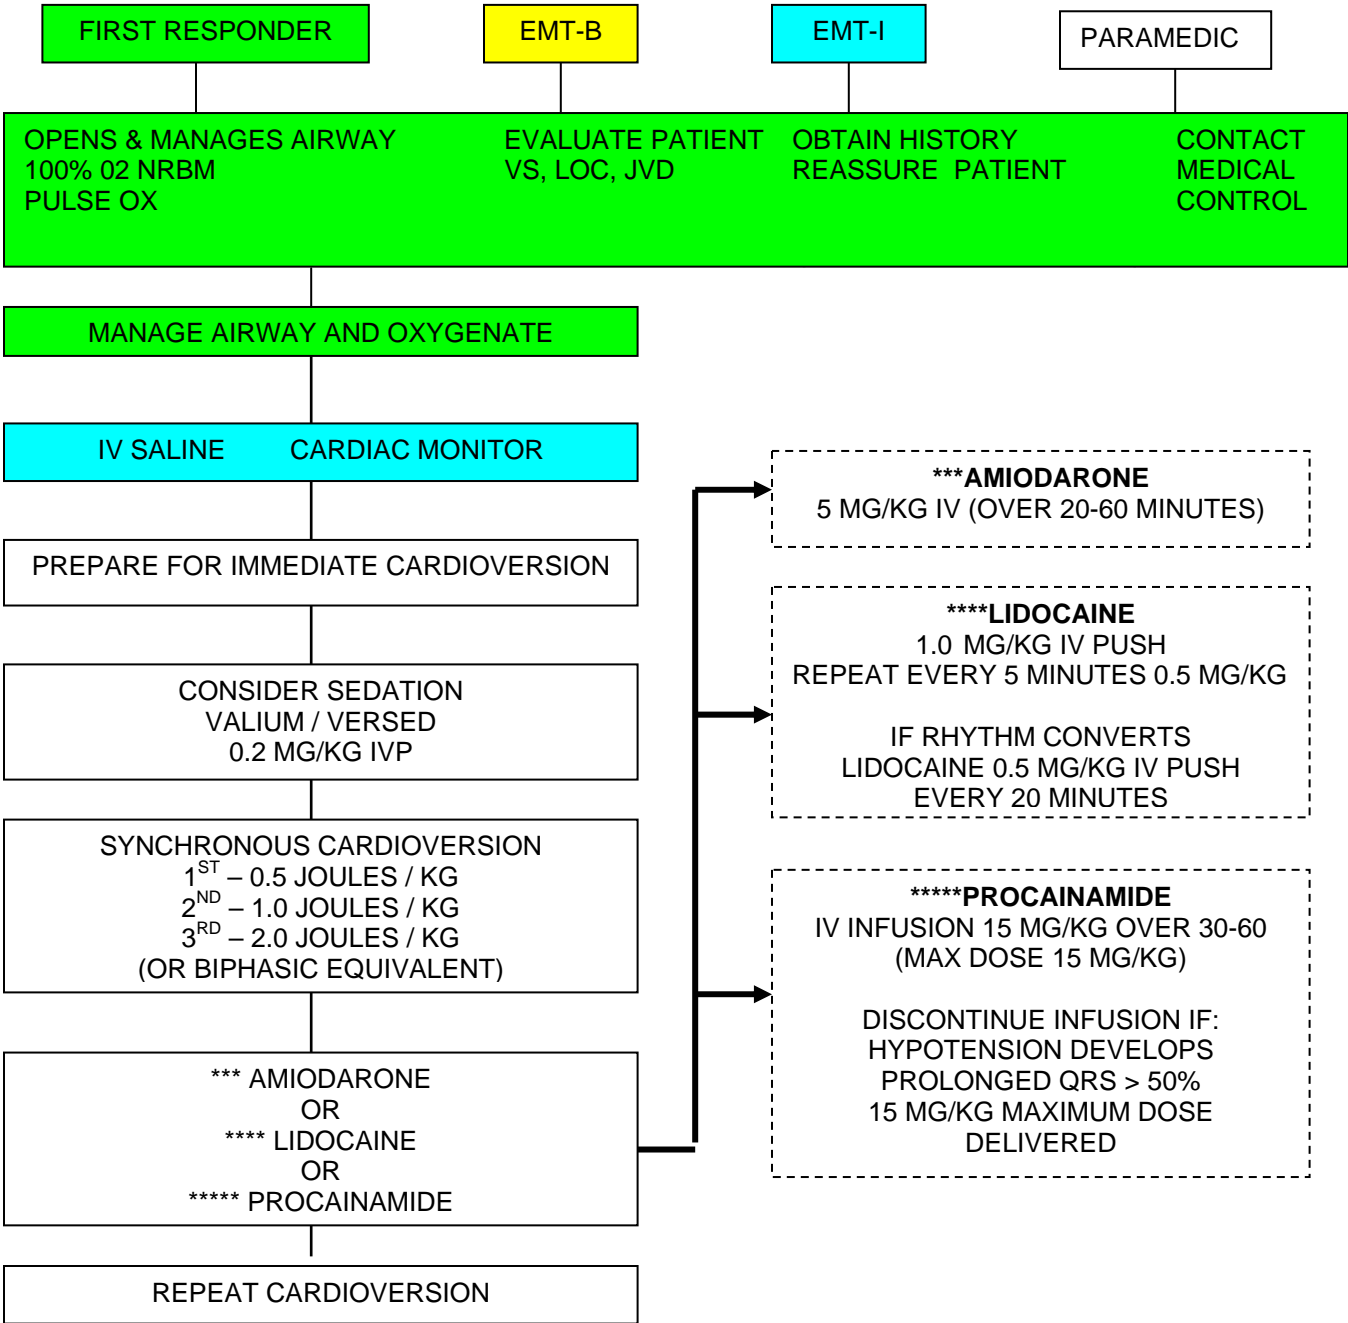 FIRST RESPONDER
EMT-B
EMT-I
PARAMEDIC
OPENS & MANAGES AIRWAY
100% 02 NRBM
PULSE OX
EVALUATE PATIENT
VS, LOC, JVD
OBTAIN HISTORY
REASSURE PATIENT
CONTACT
MEDICAL
CONTROL
MANAGE AIRWAY AND OXYGENATE
IV SALINE CARDIAC MONITOR
PREPARE FOR IMMEDIATE CARDIOVERSION
CONSIDER SEDATION
VALIUM / VERSED
0.2 MG/KG IVP
SYNCHRONOUS CARDIOVERSION
1ST – 0.5 JOULES / KG
2ND – 1.0 JOULES / KG
3RD – 2.0 JOULES / KG
(OR BIPHASIC EQUIVALENT)
*** AMIODARONE
OR
**** LIDOCAINE
OR
***** PROCAINAMIDE
REPEAT CARDIOVERSION
***AMIODARONE
5 MG/KG IV (OVER 20-60 MINUTES)
****LIDOCAINE
1.0 MG/KG IV PUSH
REPEAT EVERY 5 MINUTES 0.5 MG/KG
IF RHYTHM CONVERTS
LIDOCAINE 0.5 MG/KG IV PUSH
EVERY 20 MINUTES
*****PROCAINAMIDE
IV INFUSION 15 MG/KG OVER 30-60
(MAX DOSE 15 MG/KG)
DISCONTINUE INFUSION IF:
HYPOTENSION DEVELOPS
PROLONGED QRS > 50%
15 MG/KG MAXIMUM DOSE
DELIVERED